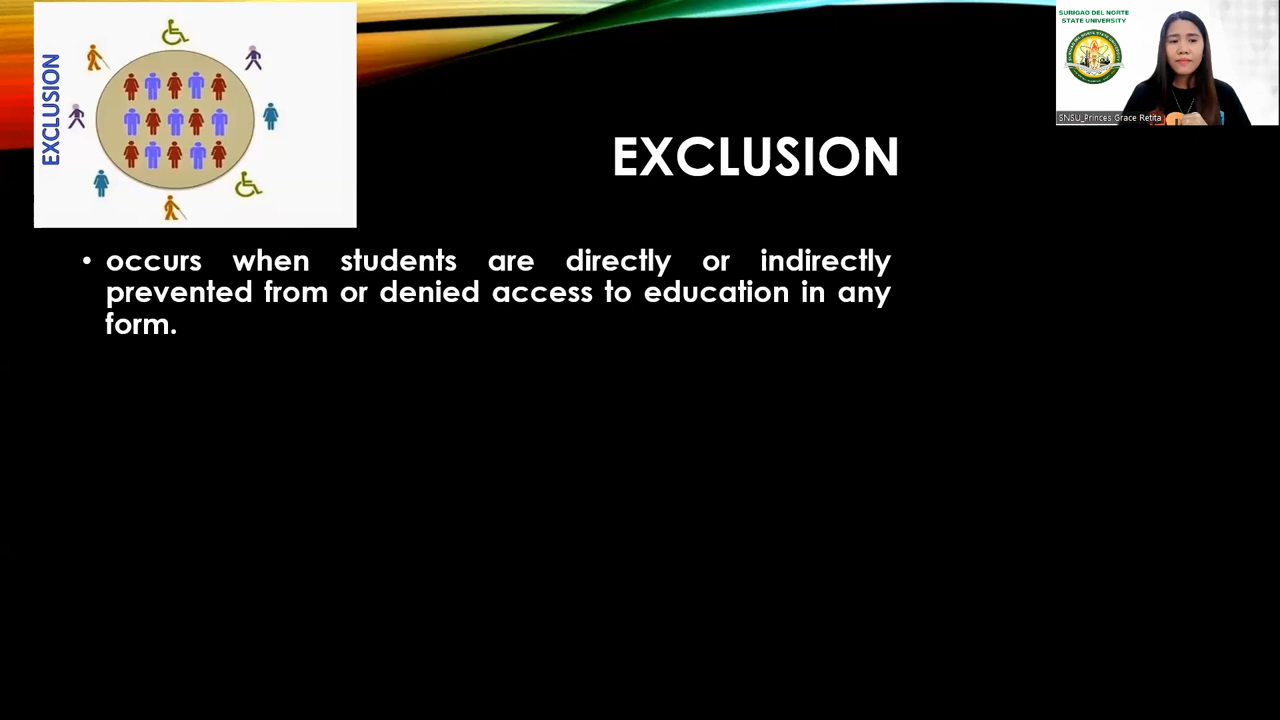 EXCLUSION
SURIGAO DEL NORTE
STATE UNIVERSITY
SNSU_Princes Grace Retita
EXCLUSION
• occurs when students are directly or indirectly
prevented from or denied access to education in any
form.